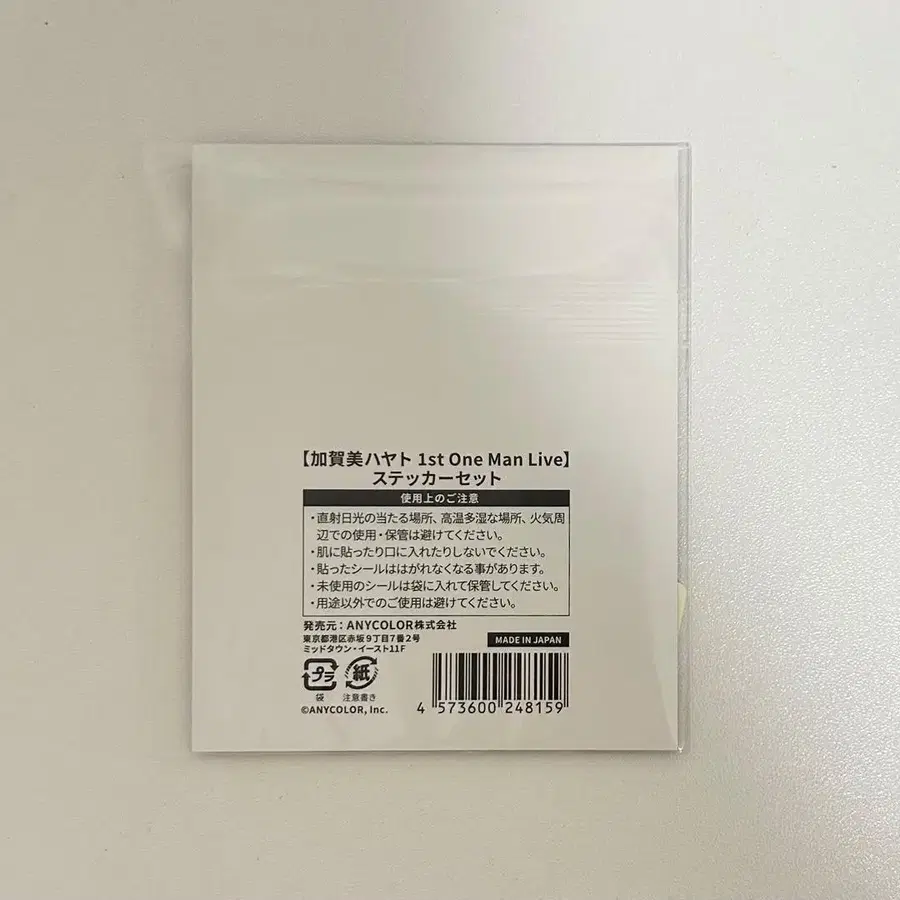 【加賀美ハヤト 1st One Man Live】
ステッカーセット
使用上のご注意
・直射日光の当たる場所、高温多湿な場所、火気周
辺での使用・保管は避けてください。
・肌に貼ったり口に入れたりしないでください。
・貼ったシールははがれなくなる事があります。
・未使用のシールは袋に入れて保管してください。
・用途以外でのご使用は避けてください。
発売元：ANYCOLOR株式会社
東京都港区赤坂9丁目7番2号
ミッドタウン・イースト11F
MADE IN JAPAN
プラ 紙
袋 注意書き
©ANYCOLOR, Inc.
4 573600 248159